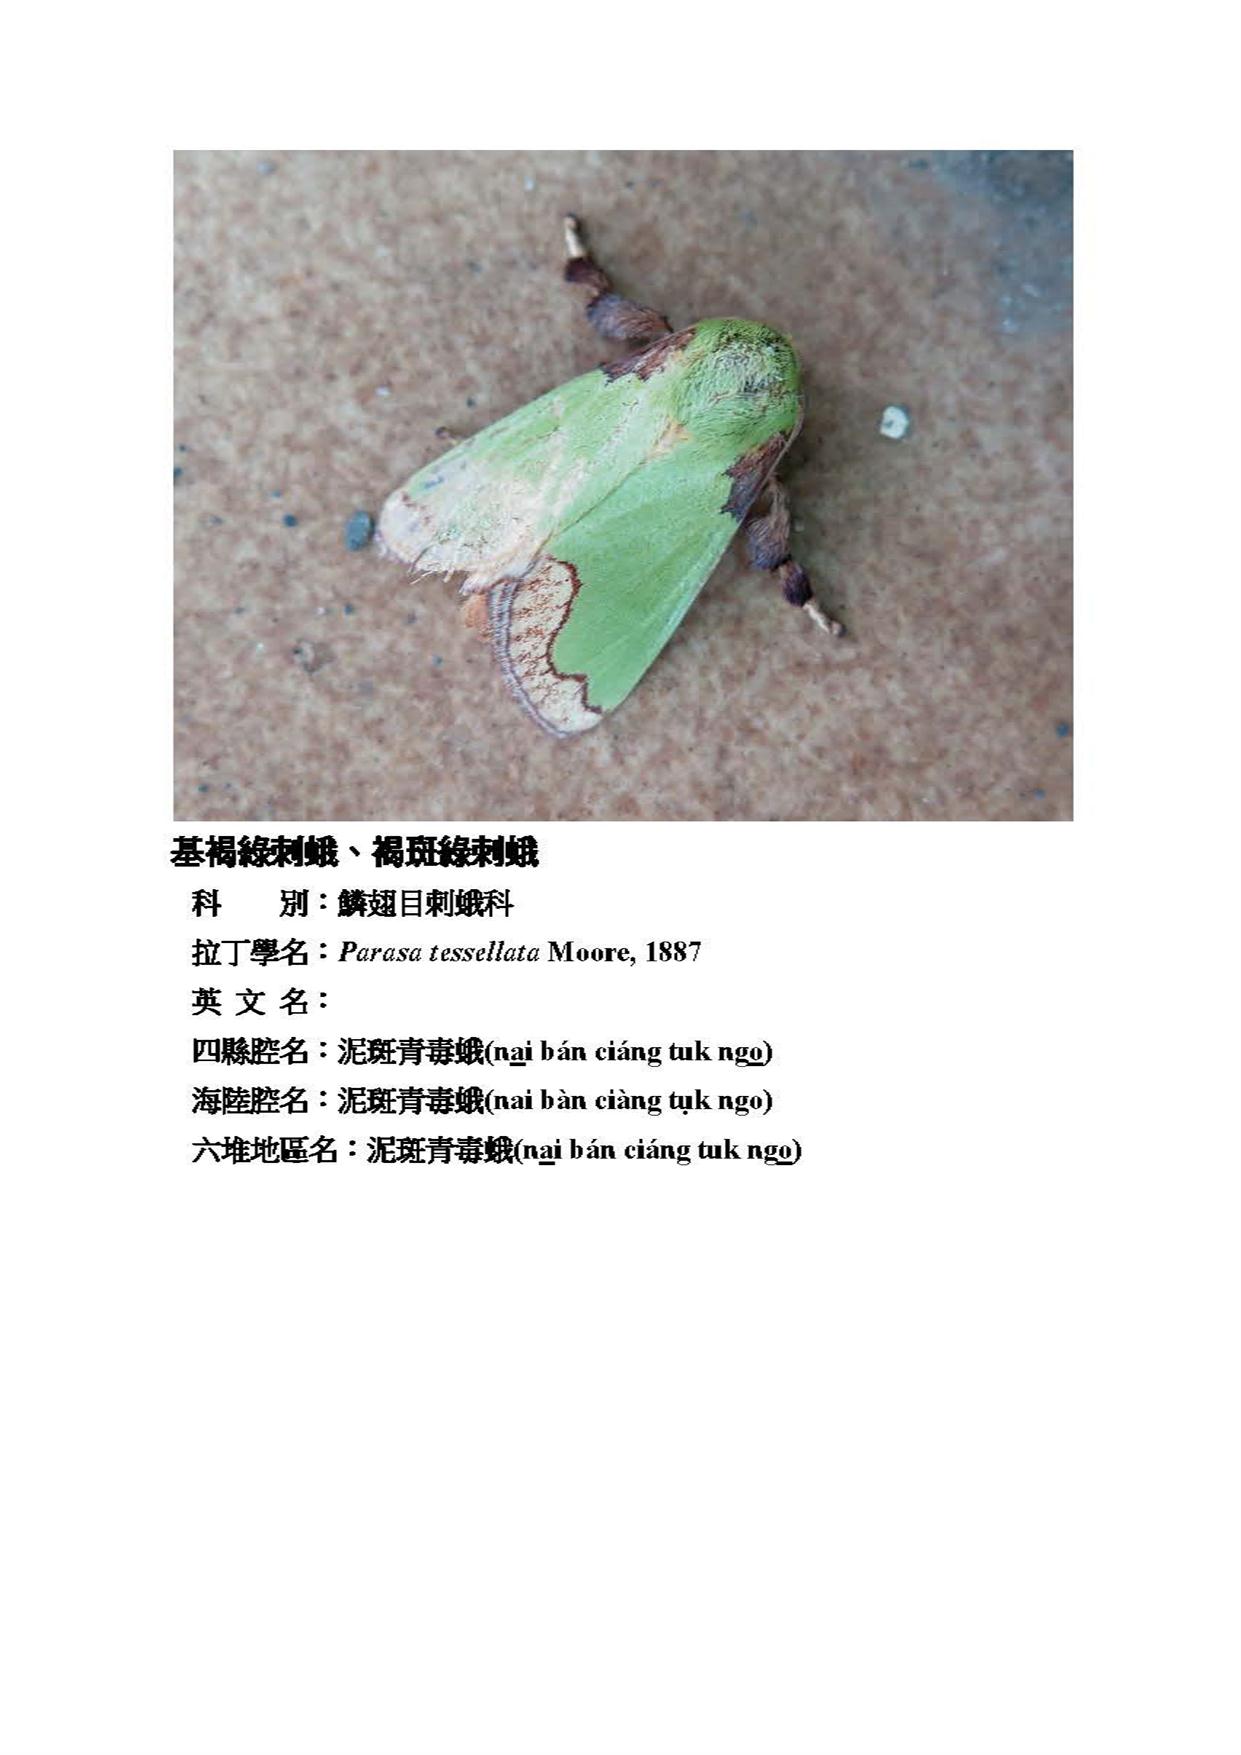 基褐綠刺蛾、褐斑綠刺蛾
科　　別：鱗翅目刺蛾科
拉丁學名：Parasa tessellata Moore, 1887
英 文 名：
四縣腔名：泥斑青毒蛾(na̲i bán ciáng tuk ngo̲)
海陸腔名：泥斑青毒蛾(nai bàn ciàng tụk ngo)
六堆地區名：泥斑青毒蛾(na̲i bán ciáng tuk ngo̲)